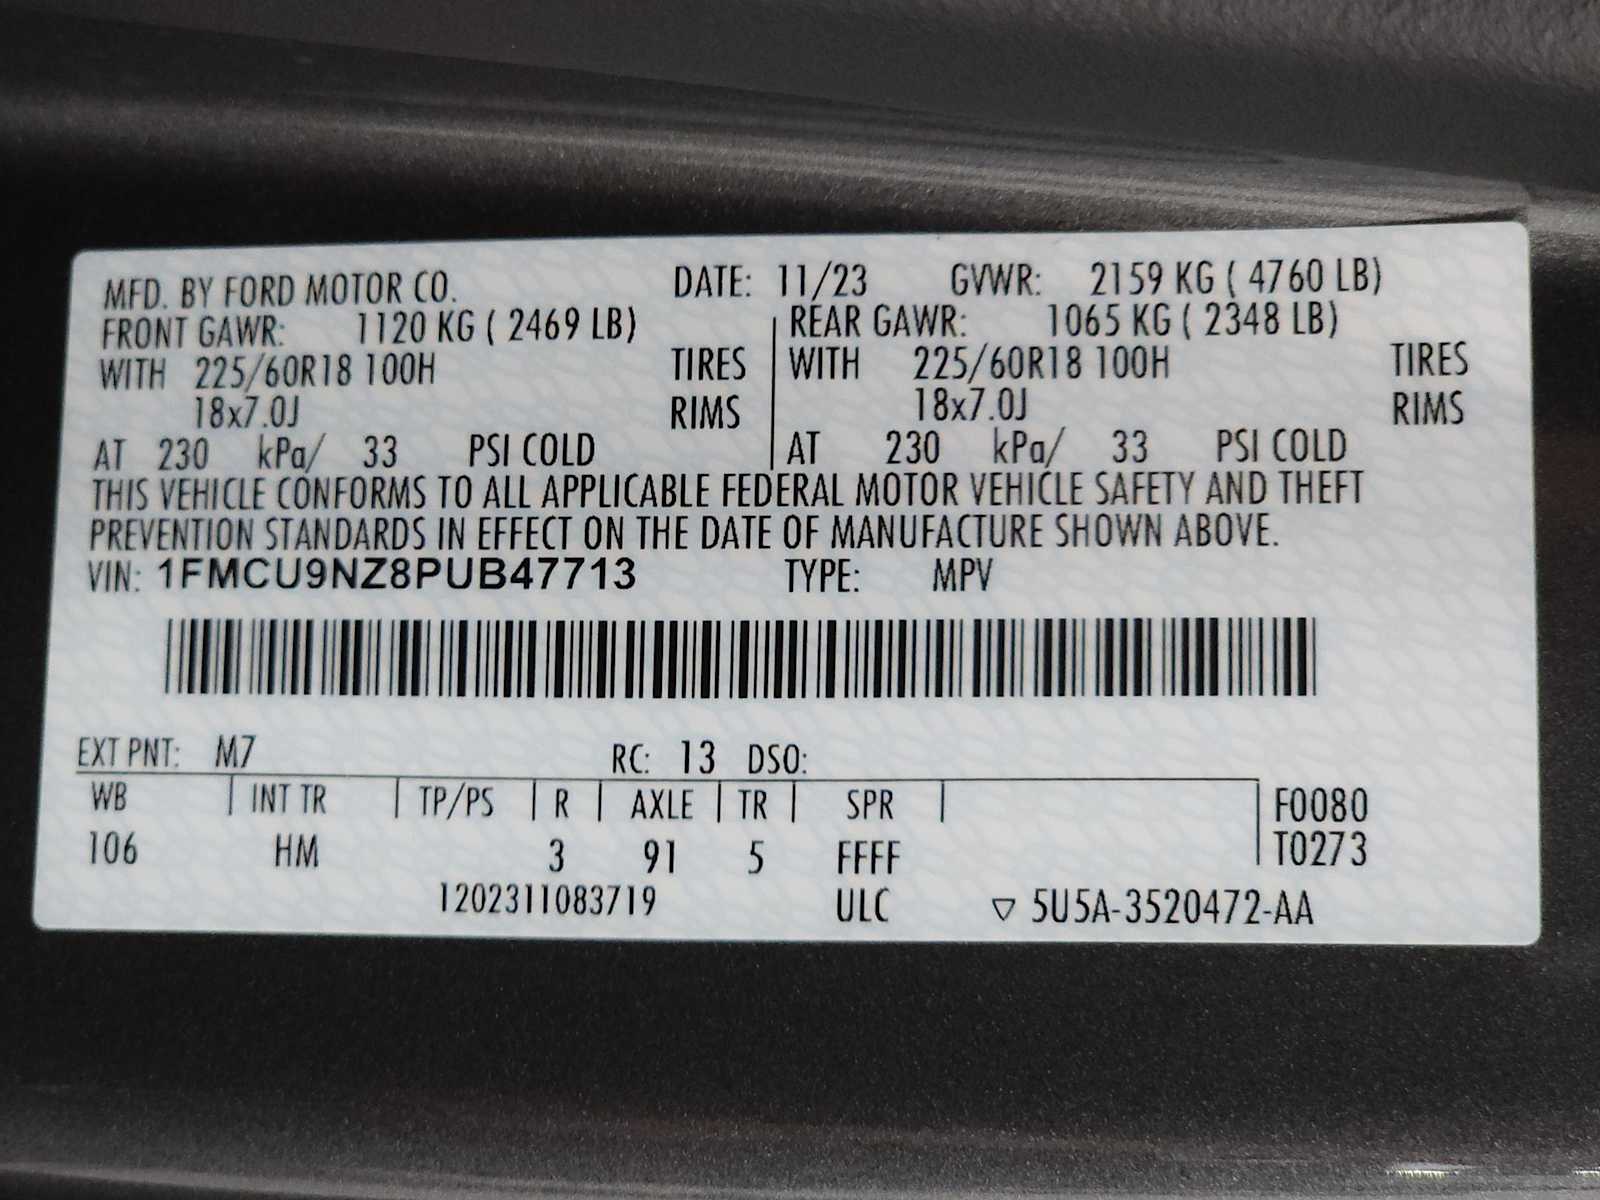 MFD. BY FORD MOTOR CO. DATE: 11/23 GVWR: 2159 KG ( 4760 LB)
FRONT GAWR: 1120 KG ( 2469 LB) REAR GAWR: 1065 KG ( 2348 LB)
WITH 225/60R18 100H TIRES WITH 225/60R18 100H TIRES
18x7.0J RIMS 18x7.0J RIMS
AT 230 kPa/ 33 PSI COLD AT 230 kPa/ 33 PSI COLD
THIS VEHICLE CONFORMS TO ALL APPLICABLE FEDERAL MOTOR VEHICLE SAFETY AND THEFT
PREVENTION STANDARDS IN EFFECT ON THE DATE OF MANUFACTURE SHOWN ABOVE.
VIN: 1FMCU9NZ8PUB47713 TYPE: MPV
EXT PNT: M7 RC: 13 DSO:
WB INT TR TP/PS R AXLE TR SPR F0080
106 HM 3 91 5 FFFF T0273
1202311083719 ULC ▽ 5U5A-3520472-AA